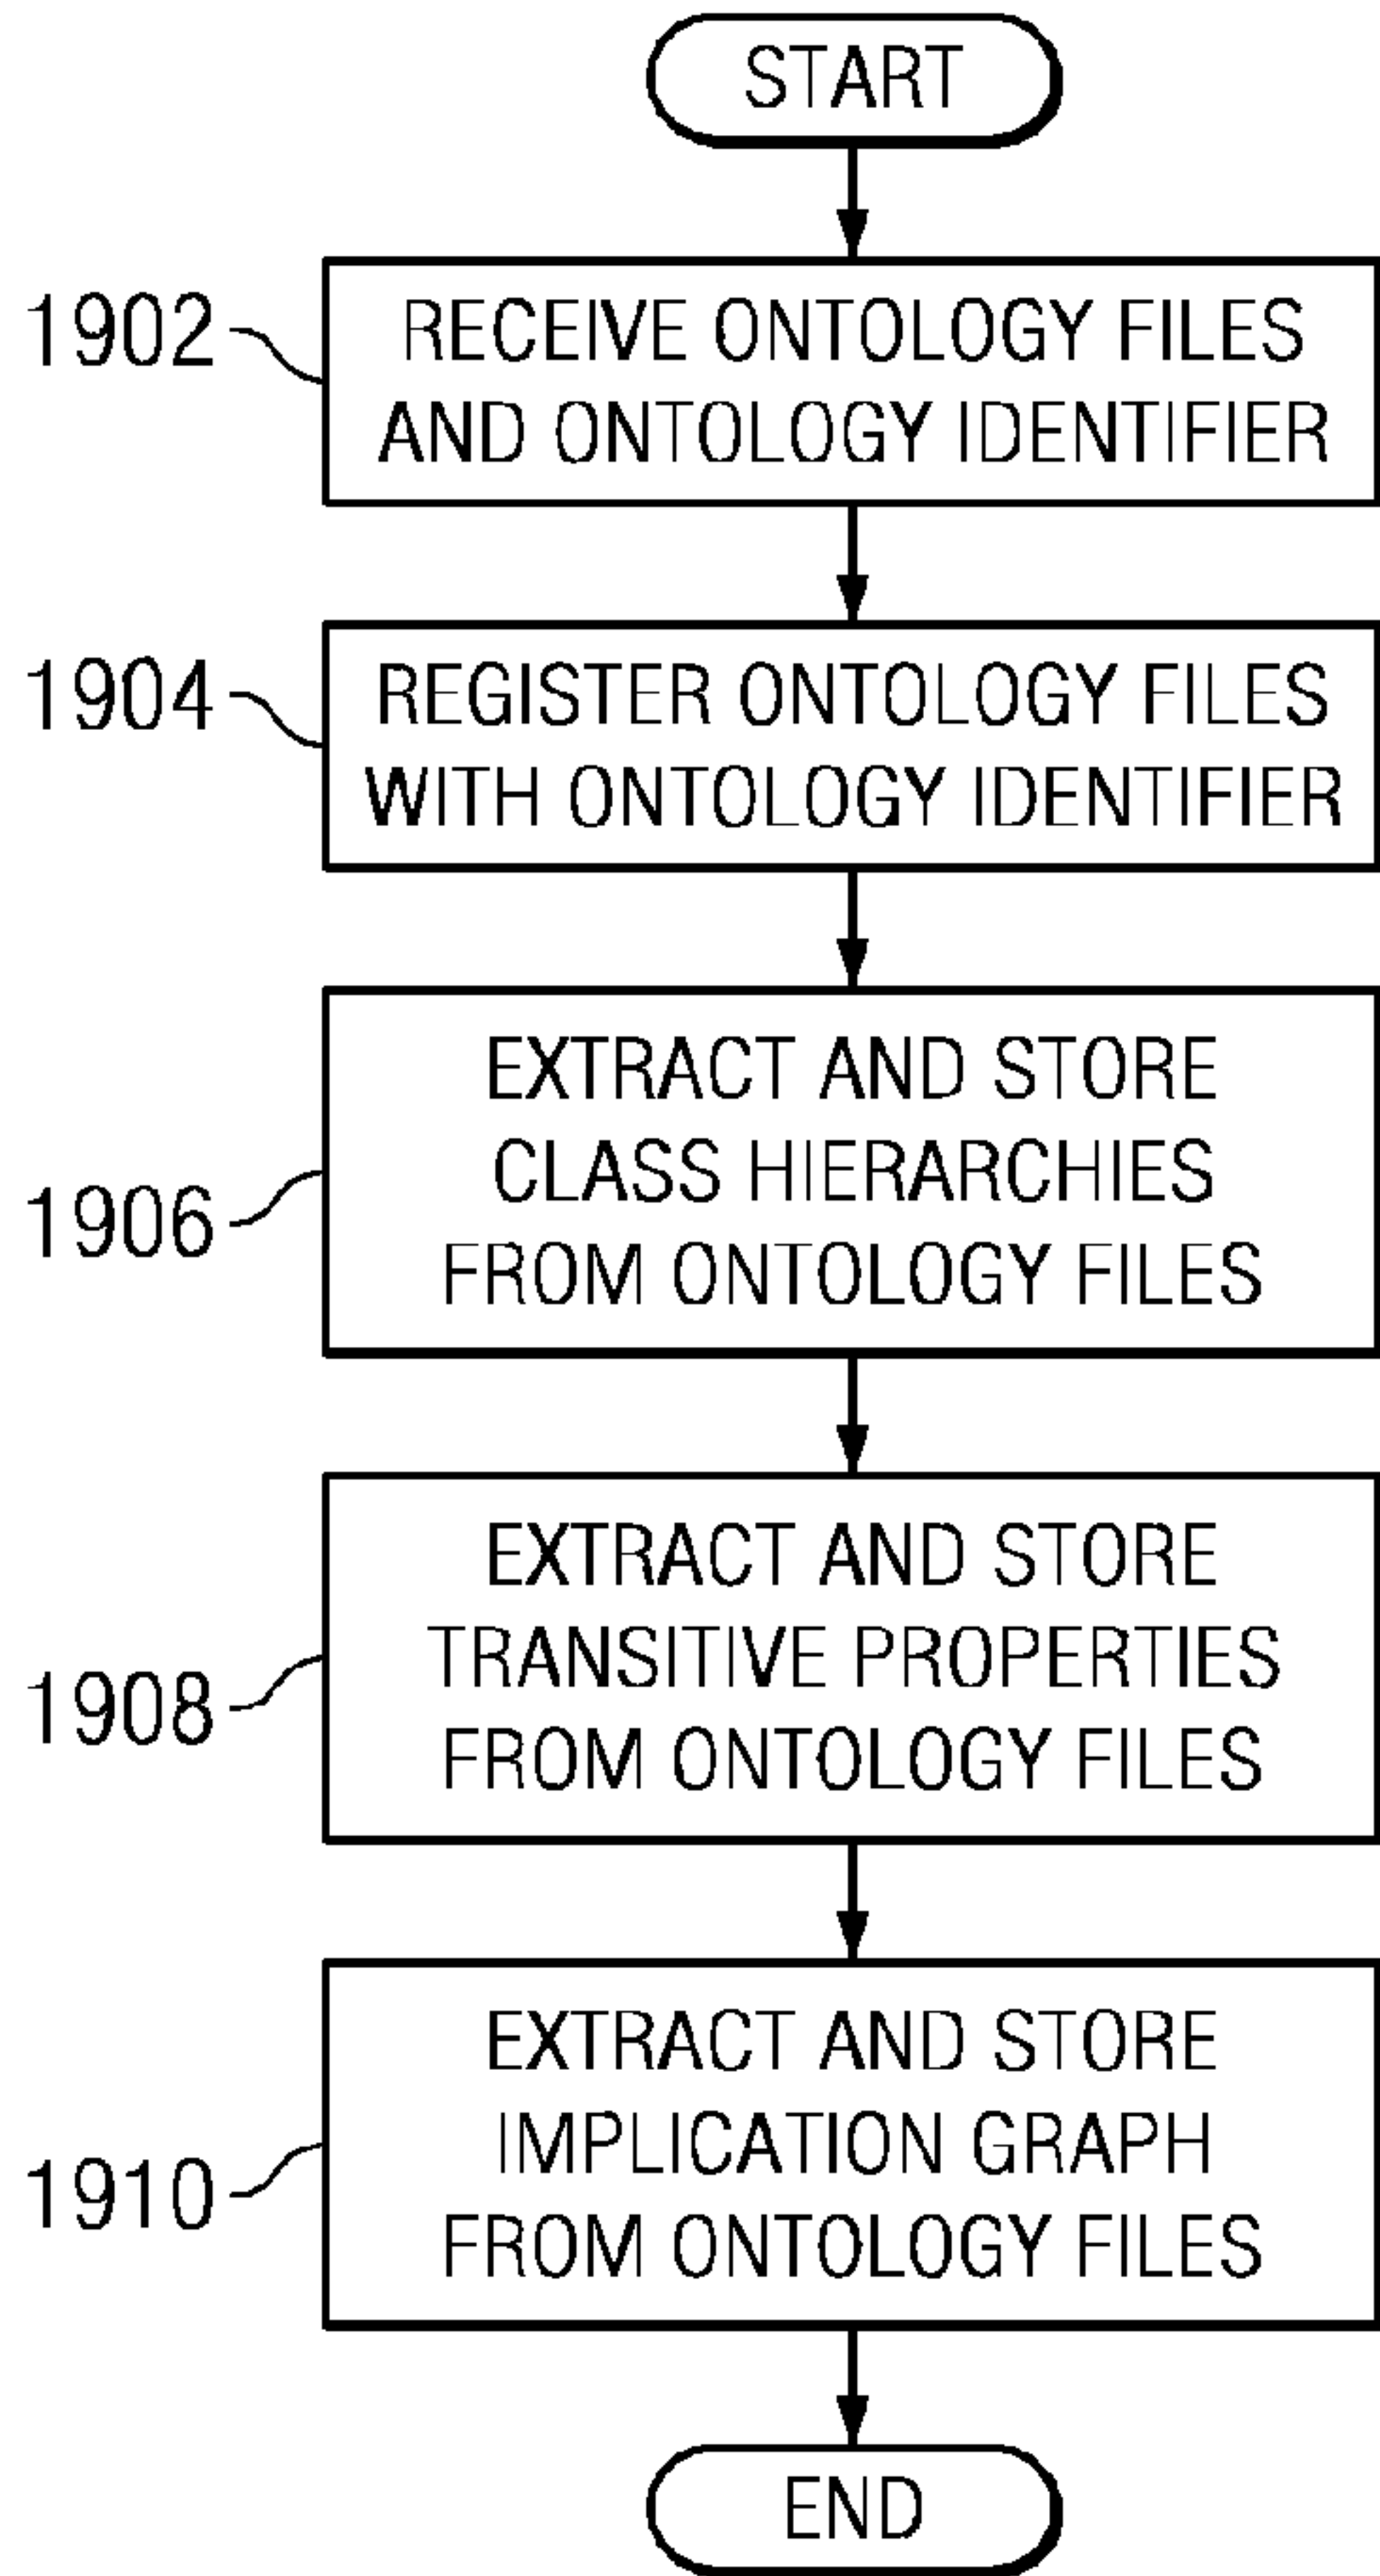 START
1902
RECEIVE ONTOLOGY FILES
AND ONTOLOGY IDENTIFIER
1904
REGISTER ONTOLOGY FILES
WITH ONTOLOGY IDENTIFIER
1906
EXTRACT AND STORE
CLASS HIERARCHIES
FROM ONTOLOGY FILES
1908
EXTRACT AND STORE
TRANSITIVE PROPERTIES
FROM ONTOLOGY FILES
1910
EXTRACT AND STORE
IMPLICATION GRAPH
FROM ONTOLOGY FILES
END